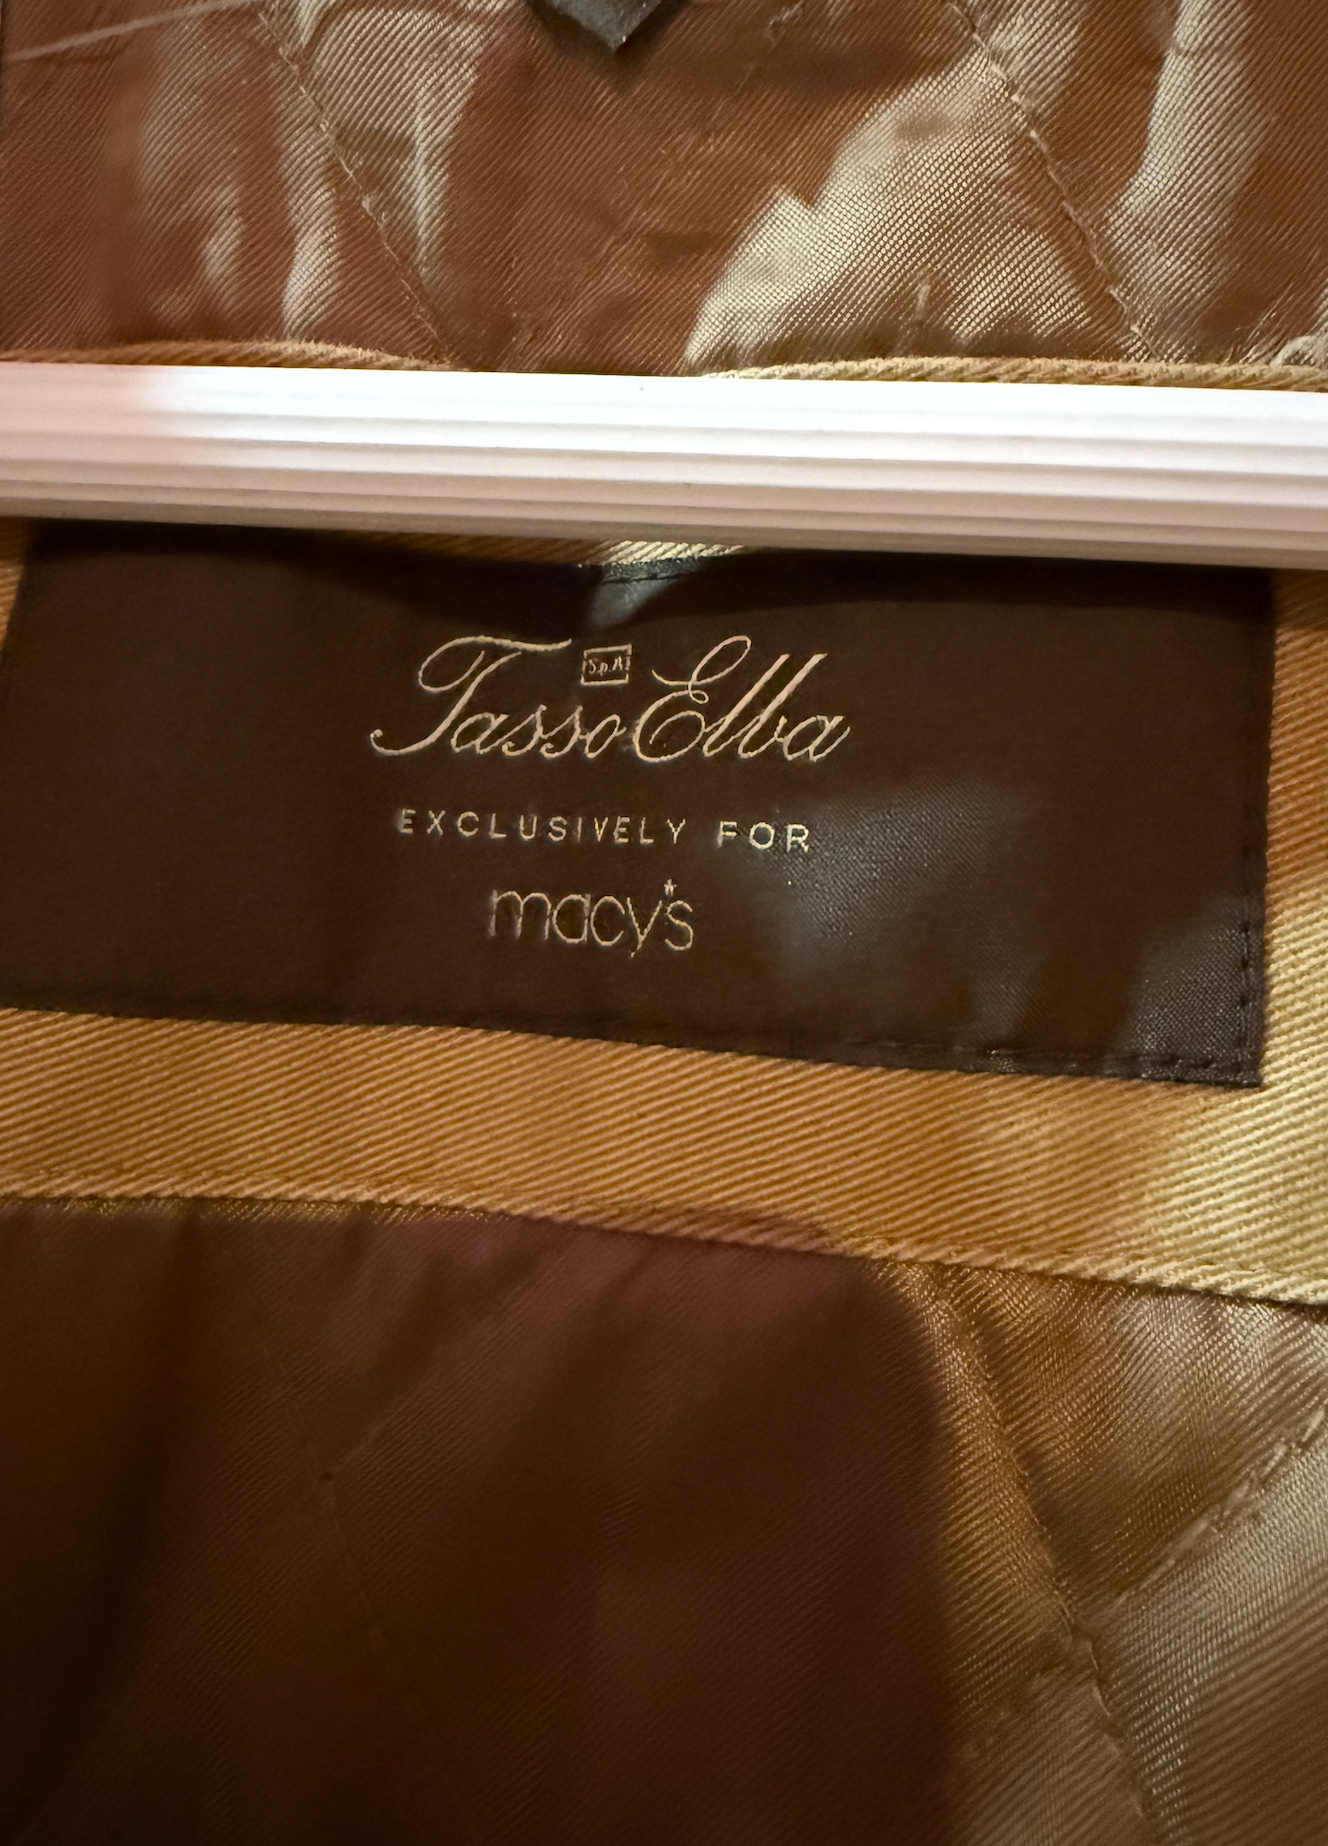 S.p.A
Tasso Elba
EXCLUSIVELY FOR
macy's